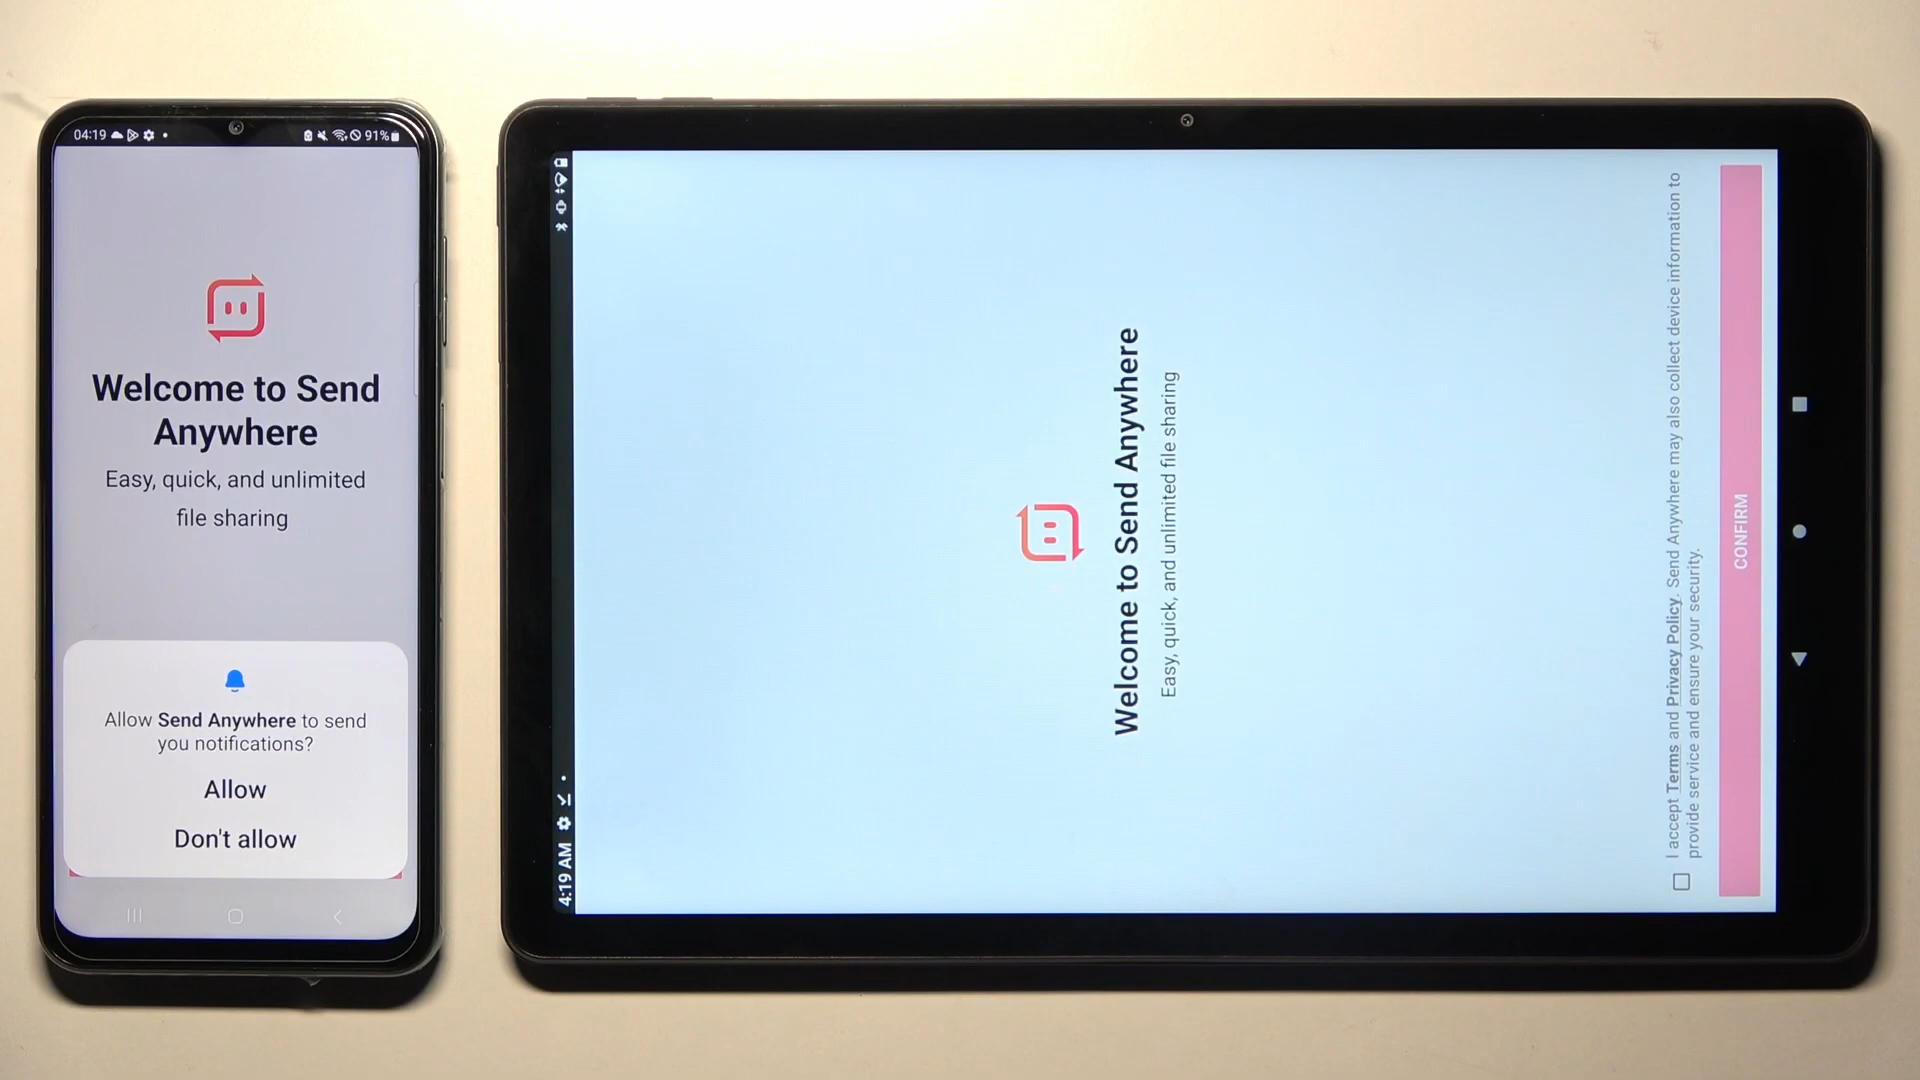 04:19
91%
Welcome to Send
Anywhere
Easy, quick, and unlimited
file sharing
Allow Send Anywhere to send
you notifications?
Allow
Don't allow
4:19 AM
Welcome to Send Anywhere
Easy, quick, and unlimited file sharing
I accept Terms and Privacy Policy. Send Anywhere may also collect device information to
provide service and ensure your security.
CONFIRM